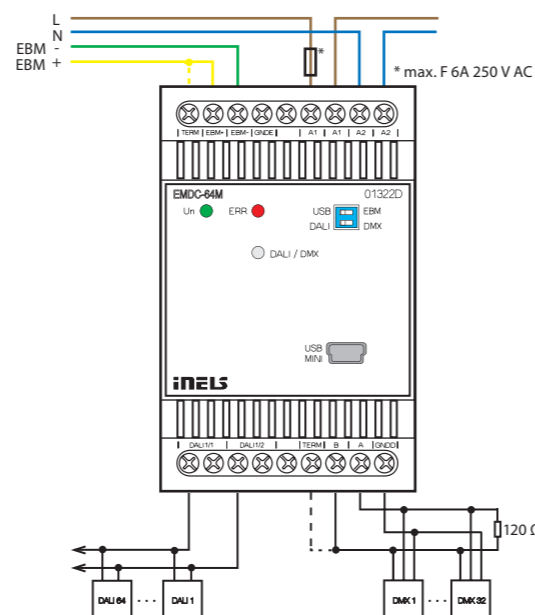 L
N
EBM -
EBM +
*
* max. F 6A 250 V AC
TERM EBM+ EBM- GNDE A1 A1 A2 A2
EMDC-64M 01322D
Un ERR USB EBM
DALI DMX
DALI / DMX
USB
MINI
iNELS
DALI1/1 DALI1/2 TERM B A GNDD
120 Ω
DALI 64 ... DALI 1 DMX 1 ... DMX 32